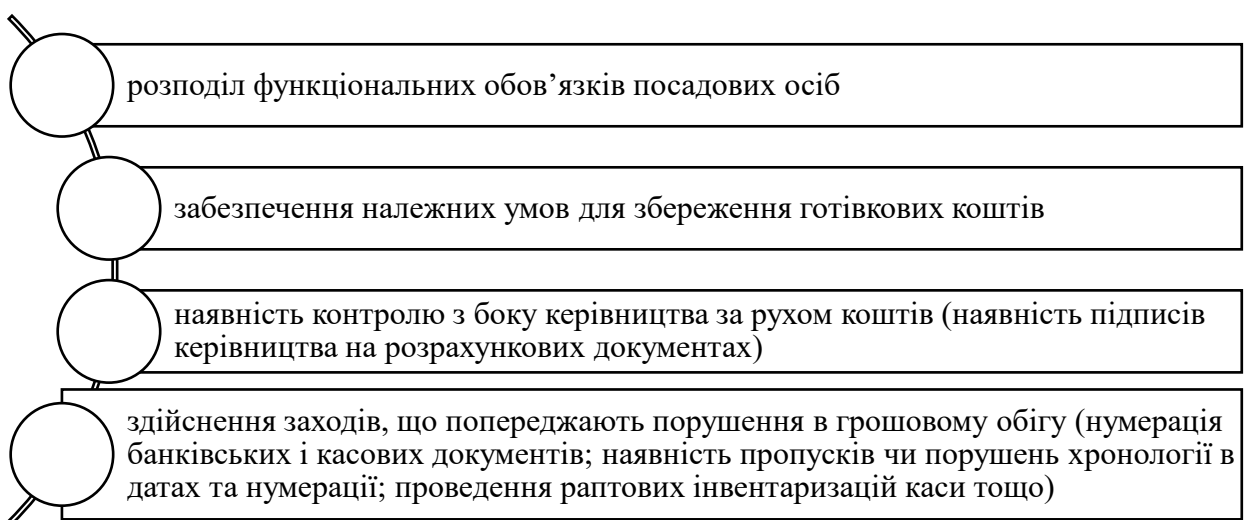 розподіл функціональних обов’язків посадових осіб
забезпечення належних умов для збереження готівкових коштів
наявність контролю з боку керівництва за рухом коштів (наявність підписів
керівництва на розрахункових документах)
здійснення заходів, що попереджають порушення в грошовому обігу (нумерація
банківських і касових документів; наявність пропусків чи порушень хронології в
датах та нумерації; проведення раптових інвентаризацій каси тощо)